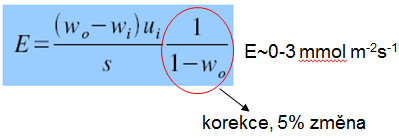 E = (w_o − w_i) u_i / s · 1 / (1 − w_o)
E~0-3 mmol m⁻²s⁻¹
korekce, 5% změna